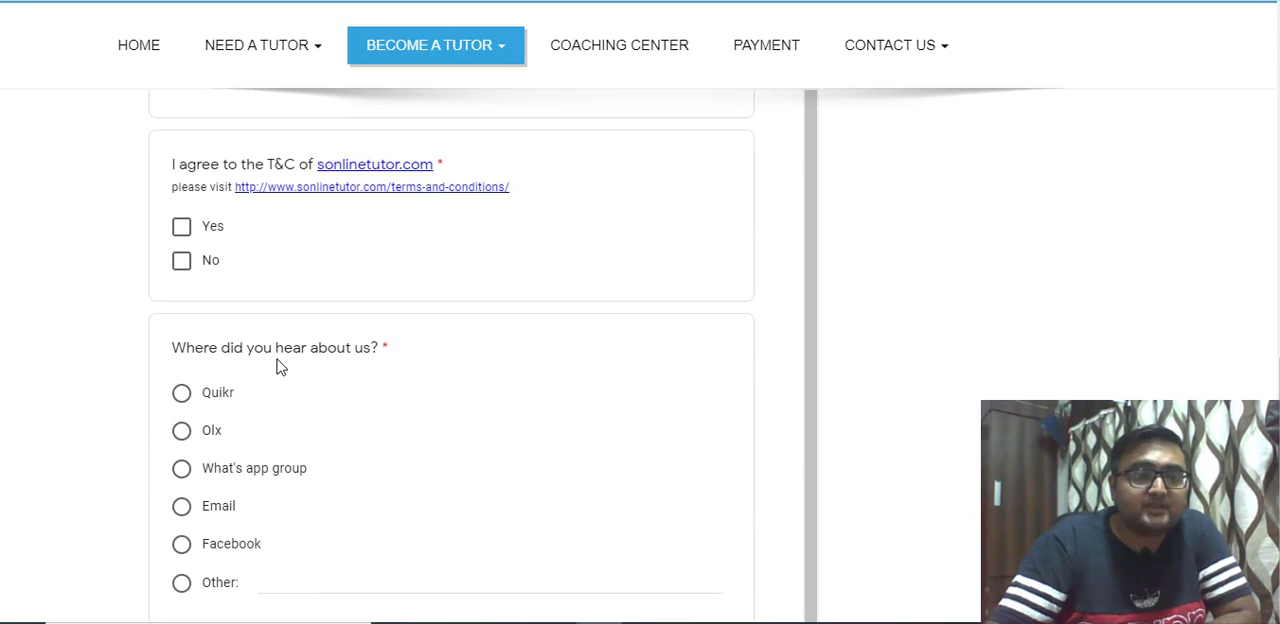 HOME NEED A TUTOR BECOME A TUTOR COACHING CENTER PAYMENT CONTACT US
I agree to the T&C of sonlinetutor.com *
please visit http://www.sonlinetutor.com/terms-and-conditions/
Yes
No
Where did you hear about us? *
Quikr
Olx
What's app group
Email
Facebook
Other: